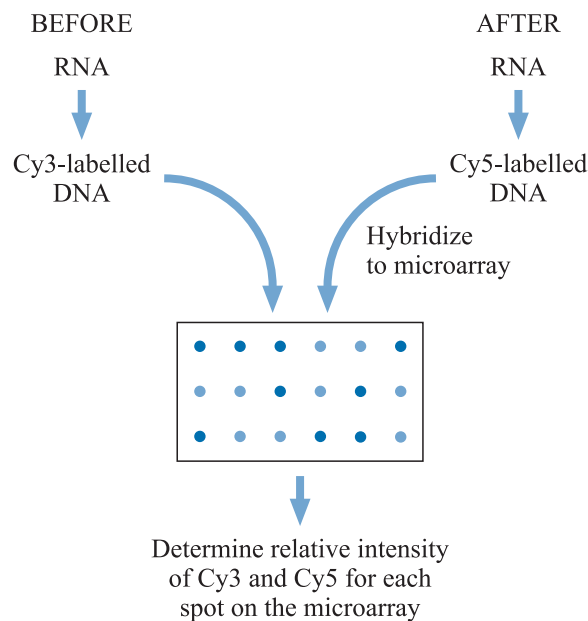 BEFORE
AFTER
RNA
RNA
Cy3-labelled
DNA
Cy5-labelled
DNA
Hybridize
to microarray
Determine relative intensity
of Cy3 and Cy5 for each
spot on the microarray